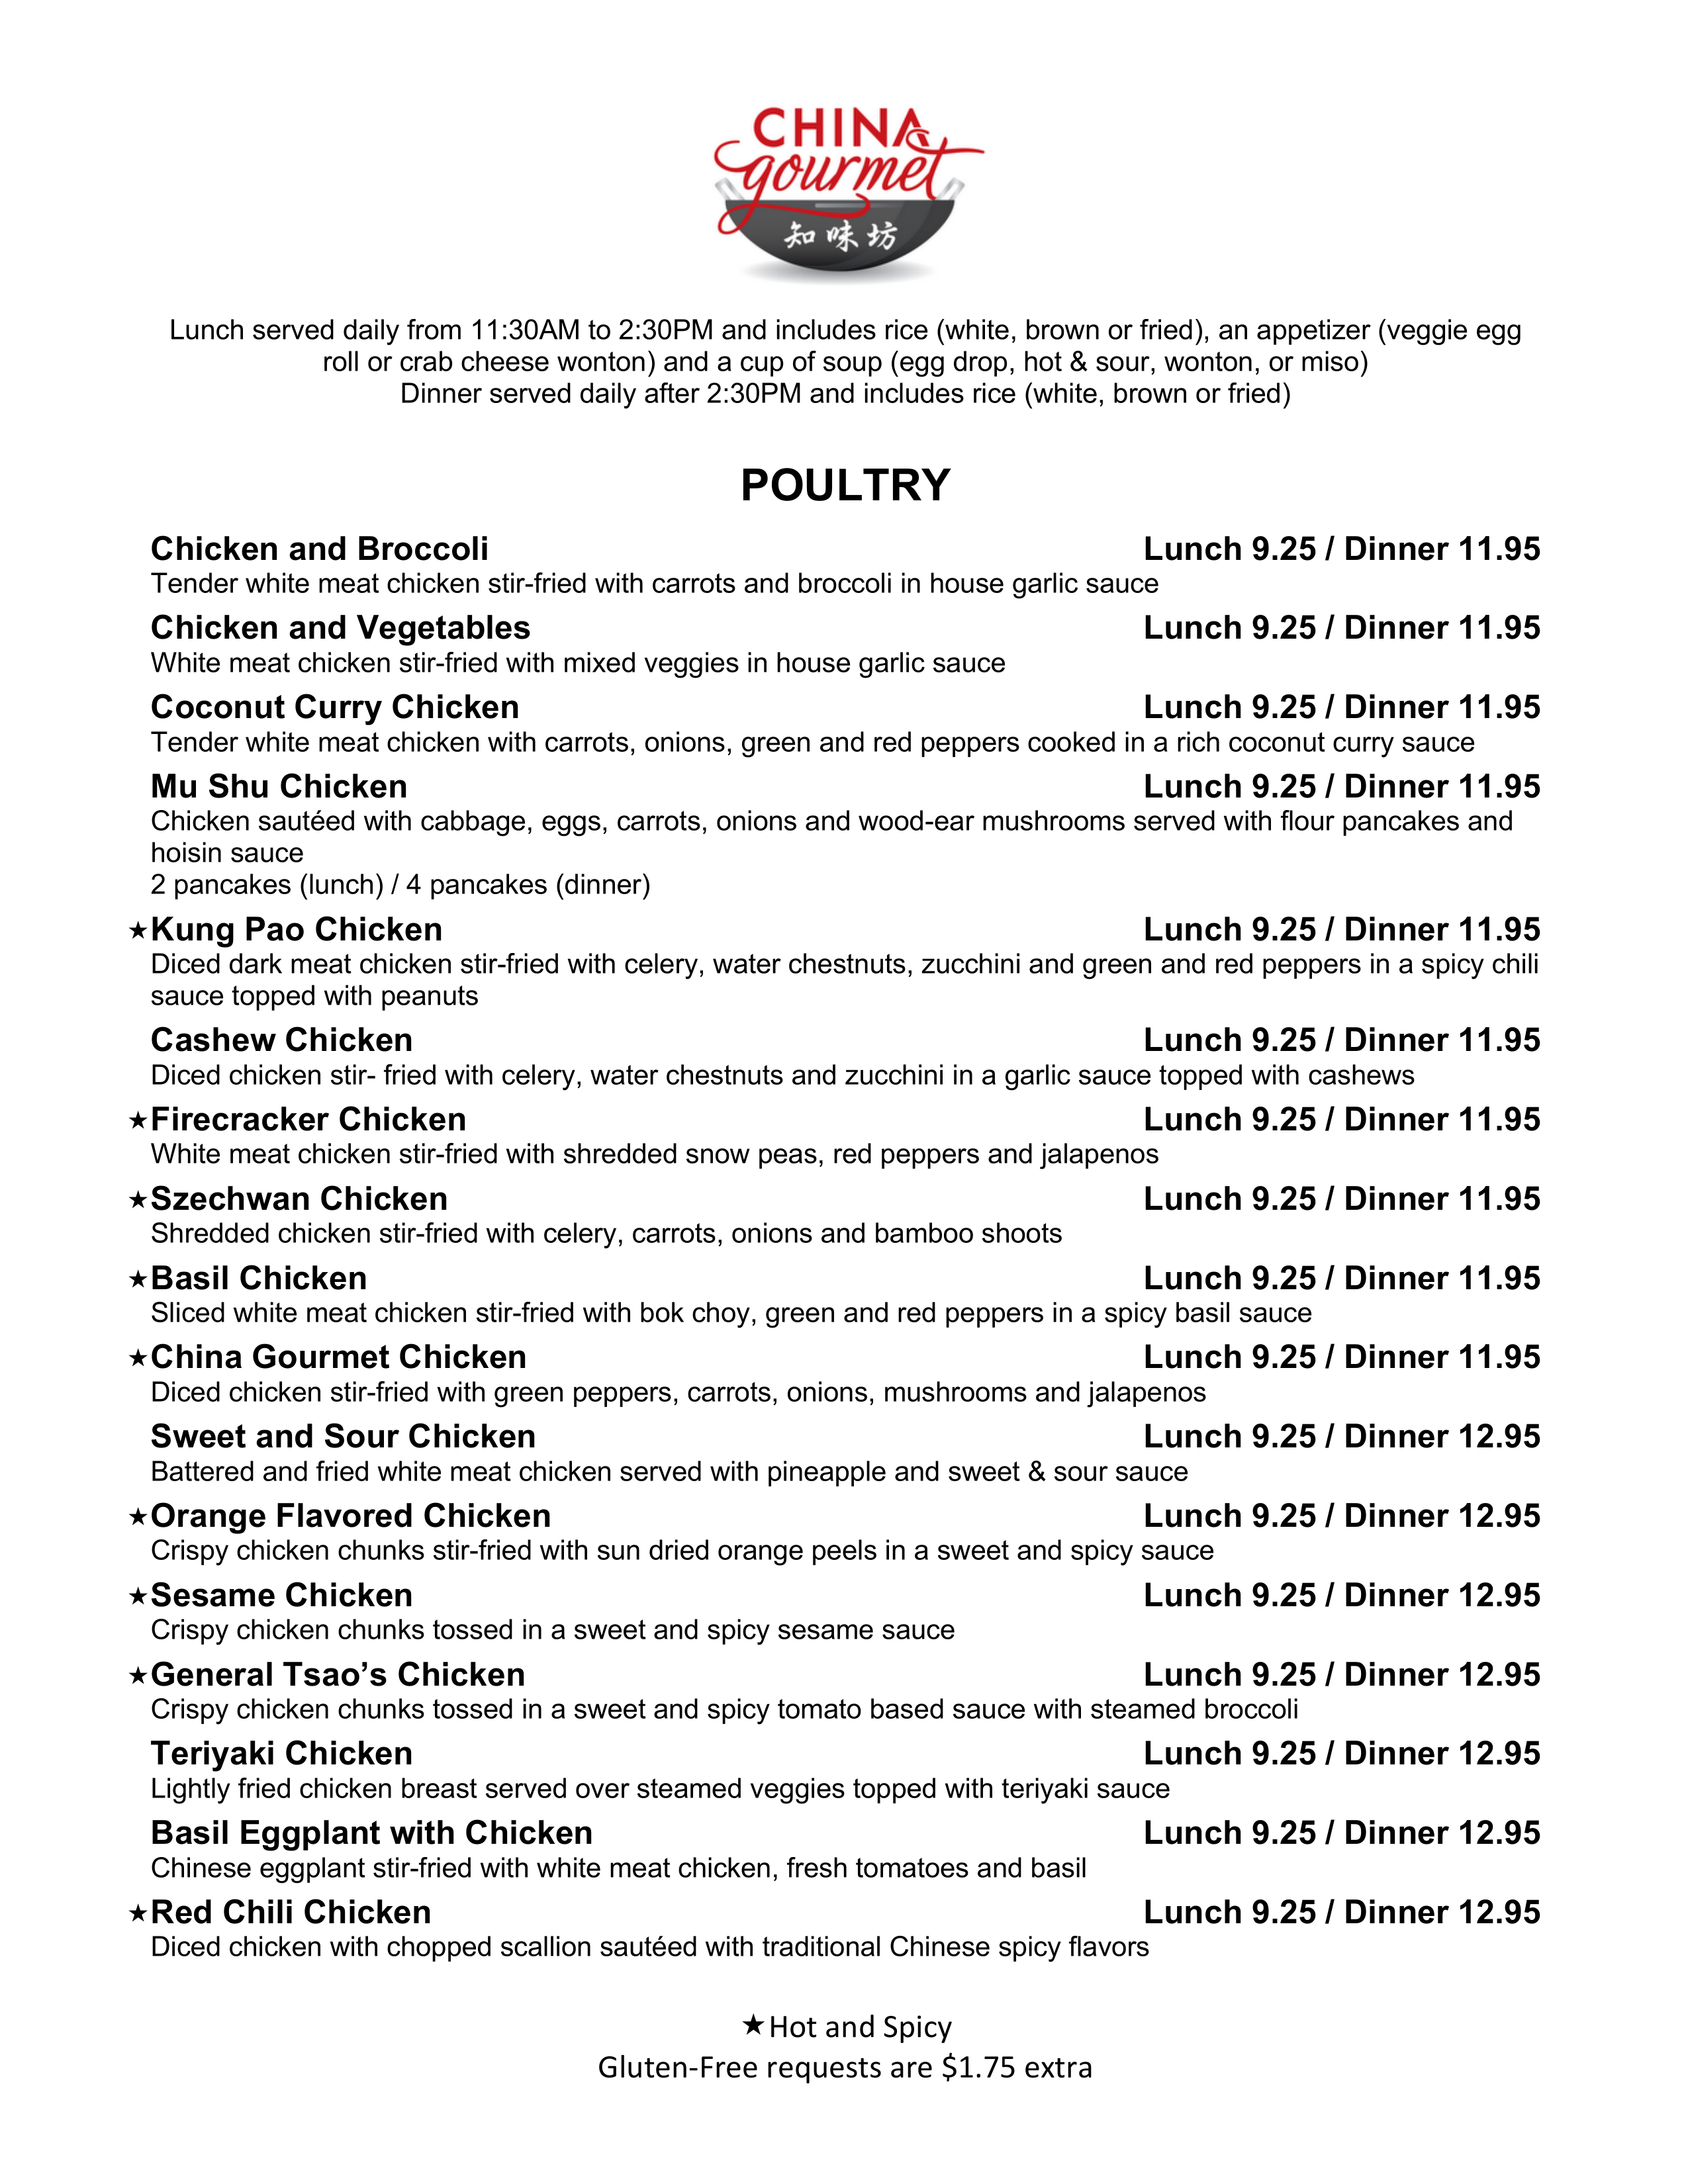 CHINA
gourmet
知味坊
Lunch served daily from 11:30AM to 2:30PM and includes rice (white, brown or fried), an appetizer (veggie egg
roll or crab cheese wonton) and a cup of soup (egg drop, hot & sour, wonton, or miso)
Dinner served daily after 2:30PM and includes rice (white, brown or fried)
POULTRY
Chicken and Broccoli Lunch 9.25 / Dinner 11.95
Tender white meat chicken stir-fried with carrots and broccoli in house garlic sauce
Chicken and Vegetables Lunch 9.25 / Dinner 11.95
White meat chicken stir-fried with mixed veggies in house garlic sauce
Coconut Curry Chicken Lunch 9.25 / Dinner 11.95
Tender white meat chicken with carrots, onions, green and red peppers cooked in a rich coconut curry sauce
Mu Shu Chicken Lunch 9.25 / Dinner 11.95
Chicken sautéed with cabbage, eggs, carrots, onions and wood-ear mushrooms served with flour pancakes and
hoisin sauce
2 pancakes (lunch) / 4 pancakes (dinner)
★Kung Pao Chicken Lunch 9.25 / Dinner 11.95
Diced dark meat chicken stir-fried with celery, water chestnuts, zucchini and green and red peppers in a spicy chili
sauce topped with peanuts
Cashew Chicken Lunch 9.25 / Dinner 11.95
Diced chicken stir- fried with celery, water chestnuts and zucchini in a garlic sauce topped with cashews
★Firecracker Chicken Lunch 9.25 / Dinner 11.95
White meat chicken stir-fried with shredded snow peas, red peppers and jalapenos
★Szechwan Chicken Lunch 9.25 / Dinner 11.95
Shredded chicken stir-fried with celery, carrots, onions and bamboo shoots
★Basil Chicken Lunch 9.25 / Dinner 11.95
Sliced white meat chicken stir-fried with bok choy, green and red peppers in a spicy basil sauce
★China Gourmet Chicken Lunch 9.25 / Dinner 11.95
Diced chicken stir-fried with green peppers, carrots, onions, mushrooms and jalapenos
Sweet and Sour Chicken Lunch 9.25 / Dinner 12.95
Battered and fried white meat chicken served with pineapple and sweet & sour sauce
★Orange Flavored Chicken Lunch 9.25 / Dinner 12.95
Crispy chicken chunks stir-fried with sun dried orange peels in a sweet and spicy sauce
★Sesame Chicken Lunch 9.25 / Dinner 12.95
Crispy chicken chunks tossed in a sweet and spicy sesame sauce
★General Tsao’s Chicken Lunch 9.25 / Dinner 12.95
Crispy chicken chunks tossed in a sweet and spicy tomato based sauce with steamed broccoli
Teriyaki Chicken Lunch 9.25 / Dinner 12.95
Lightly fried chicken breast served over steamed veggies topped with teriyaki sauce
Basil Eggplant with Chicken Lunch 9.25 / Dinner 12.95
Chinese eggplant stir-fried with white meat chicken, fresh tomatoes and basil
★Red Chili Chicken Lunch 9.25 / Dinner 12.95
Diced chicken with chopped scallion sautéed with traditional Chinese spicy flavors
★Hot and Spicy
Gluten-Free requests are $1.75 extra